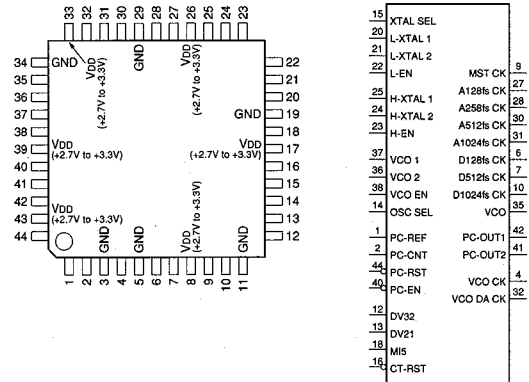 33 32 31 30 29 28 27 26 25 24 23
34 GND
VDD
(+2.7V to +3.3V)
GND
VDD
(+2.7V to +3.3V)
22
35
21
36
20
37
GND 19
38
18
39 VDD
(+2.7V to +3.3V)
VDD 17
(+2.7V to +3.3V)
40
16
41
15
42
14
43 VDD
(+2.7V to +3.3V)
13
44
12
GND
GND
VDD
(+2.7V to +3.3V)
GND
1 2 3 4 5 6 7 8 9 10 11
15 XTAL SEL
20 L-XTAL 1
21 L-XTAL 2
22 L-EN
25 H-XTAL 1
24 H-XTAL 2
23 H-EN
37 VCO 1
36 VCO 2
38 VCO EN
14 OSC SEL
1 PC-REF
2 PC-CNT
44 PC-RST
40 PC-EN
12 DV32
13 DV21
18 MI5
16 CT-RST
MST CK 9
A128fs CK 27
A258fs CK 28
A512fs CK 30
A1024fs CK 31
D128fs CK 6
D512fs CK 7
D1024fs CK 10
VCO 35
PC-OUT1 42
PC-OUT2 41
VCO CK 4
VCO DA CK 32